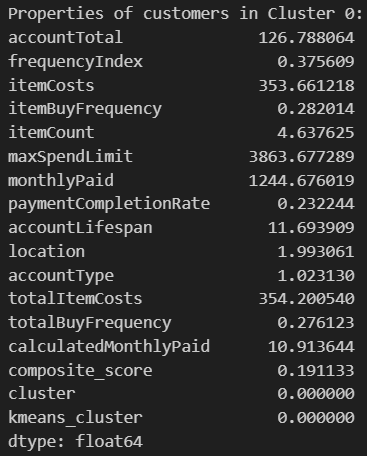 Properties of customers in Cluster 0:
accountTotal 126.788064
frequencyIndex 0.375609
itemCosts 353.661218
itemBuyFrequency 0.282014
itemCount 4.637625
maxSpendLimit 3863.677289
monthlyPaid 1244.676019
paymentCompletionRate 0.232244
accountLifespan 11.693909
location 1.993061
accountType 1.023130
totalItemCosts 354.200540
totalBuyFrequency 0.276123
calculatedMonthlyPaid 10.913644
composite_score 0.191133
cluster 0.000000
kmeans_cluster 0.000000
dtype: float64